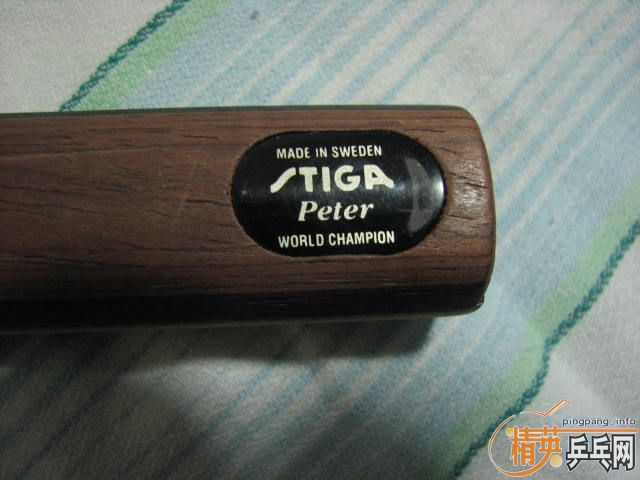 MADE IN SWEDEN
STIGA
Peter
WORLD CHAMPION
pingpang_info
精英乒乓网